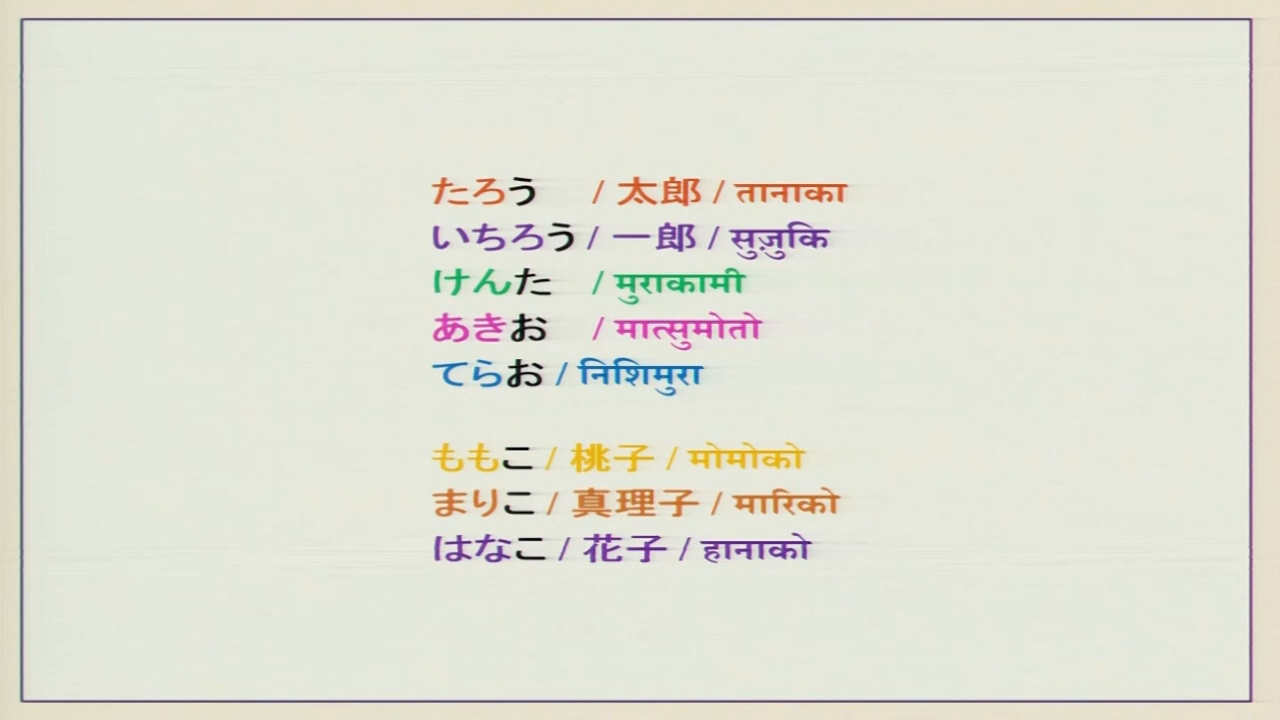 たろう / 太郎 / तानाका
いちろう / 一郎 / सुज़ुकि
けんた / मुराकामी
あきお / मात्सुमोतो
てらお / निशिमुरा
ももこ / 桃子 / मोमोको
まりこ / 真理子 / मारिको
はなこ / 花子 / हानाको